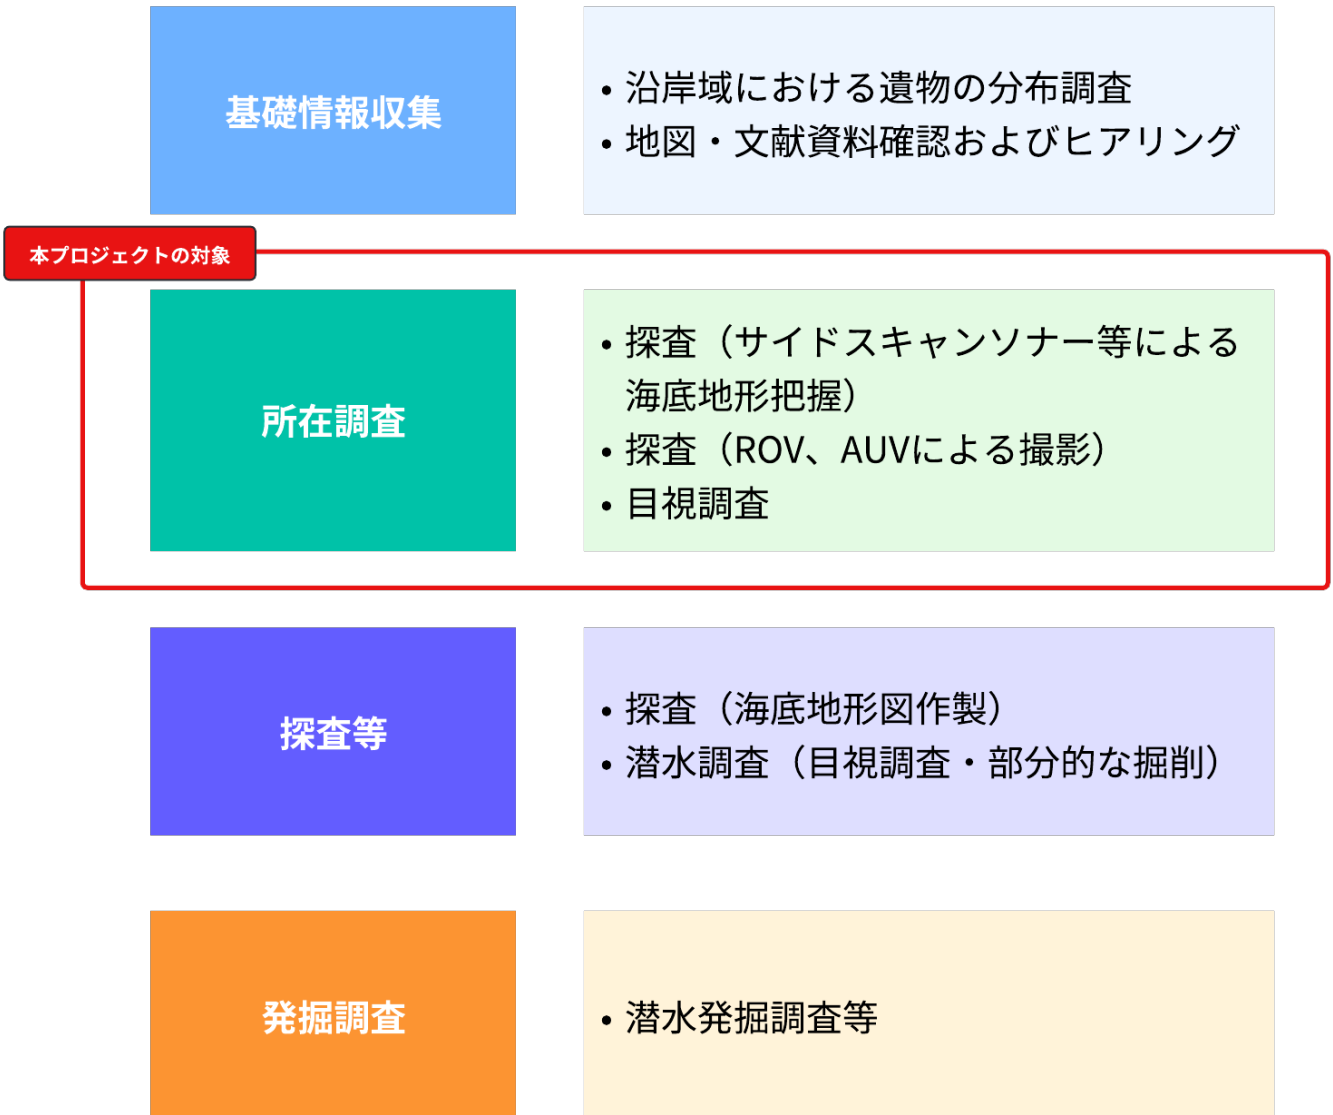 基礎情報収集
• 沿岸域における遺物の分布調査
• 地図・文献資料確認およびヒアリング
本プロジェクトの対象
所在調査
• 探査（サイドスキャンソナー等による
海底地形把握）
• 探査（ROV、AUVによる撮影）
• 目視調査
探査等
• 探査（海底地形図作製）
• 潜水調査（目視調査・部分的な掘削）
発掘調査
• 潜水発掘調査等